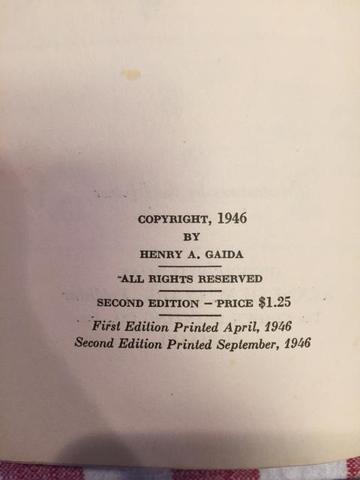 COPYRIGHT, 1946
BY
HENRY A. GAIDA
ALL RIGHTS RESERVED
SECOND EDITION — PRICE $1.25
First Edition Printed April, 1946
Second Edition Printed September, 1946